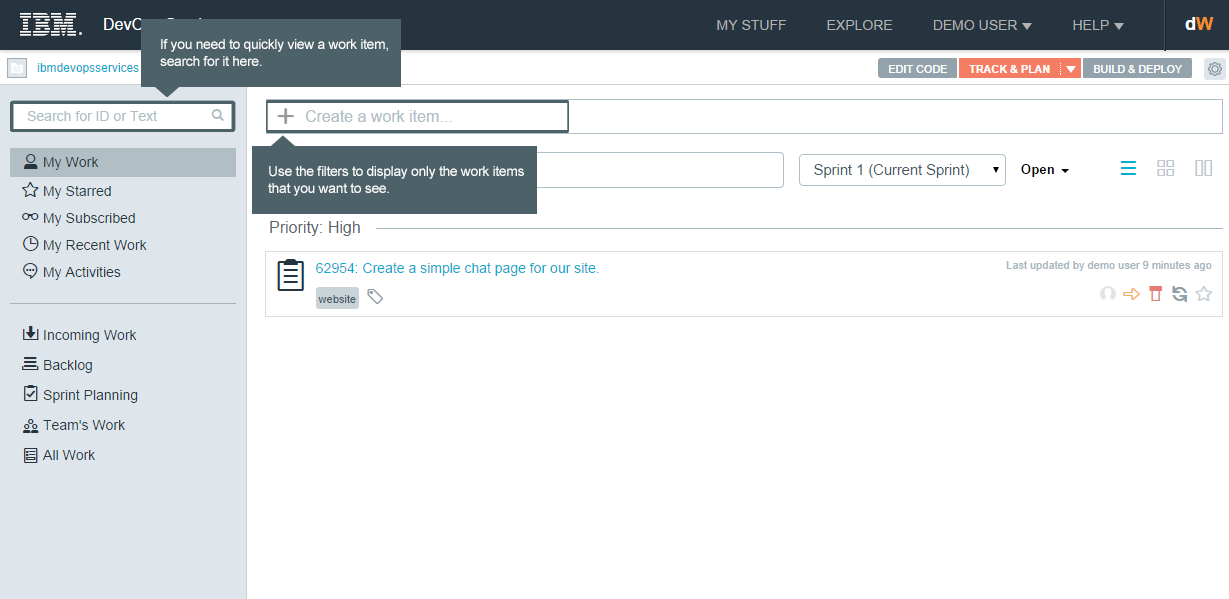 IBM.
MY STUFF
EXPLORE
DEMO USER
HELP
dW
If you need to quickly view a work item,
search for it here.
ibmdevopsservices
EDIT CODE
TRACK & PLAN
BUILD & DEPLOY
Search for ID or Text
Create a work item...
My Work
My Starred
My Subscribed
My Recent Work
My Activities
Incoming Work
Backlog
Sprint Planning
Team's Work
All Work
Use the filters to display only the work items
that you want to see.
Sprint 1 (Current Sprint)
Open
Priority: High
62954: Create a simple chat page for our site.
Last updated by demo user 9 minutes ago
website